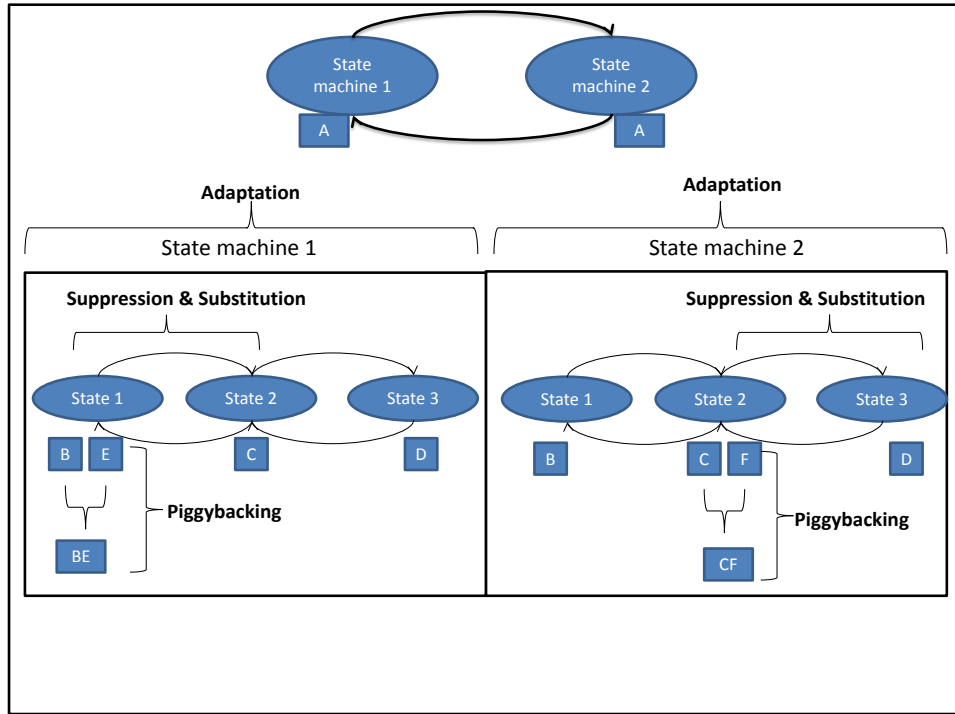 State
machine 1
State
machine 2
A
A
Adaptation
Adaptation
State machine 1
State machine 2
Suppression & Substitution
Suppression & Substitution
State 1
State 2
State 3
State 1
State 2
State 3
B
E
C
D
B
C
F
D
Piggybacking
Piggybacking
BE
CF